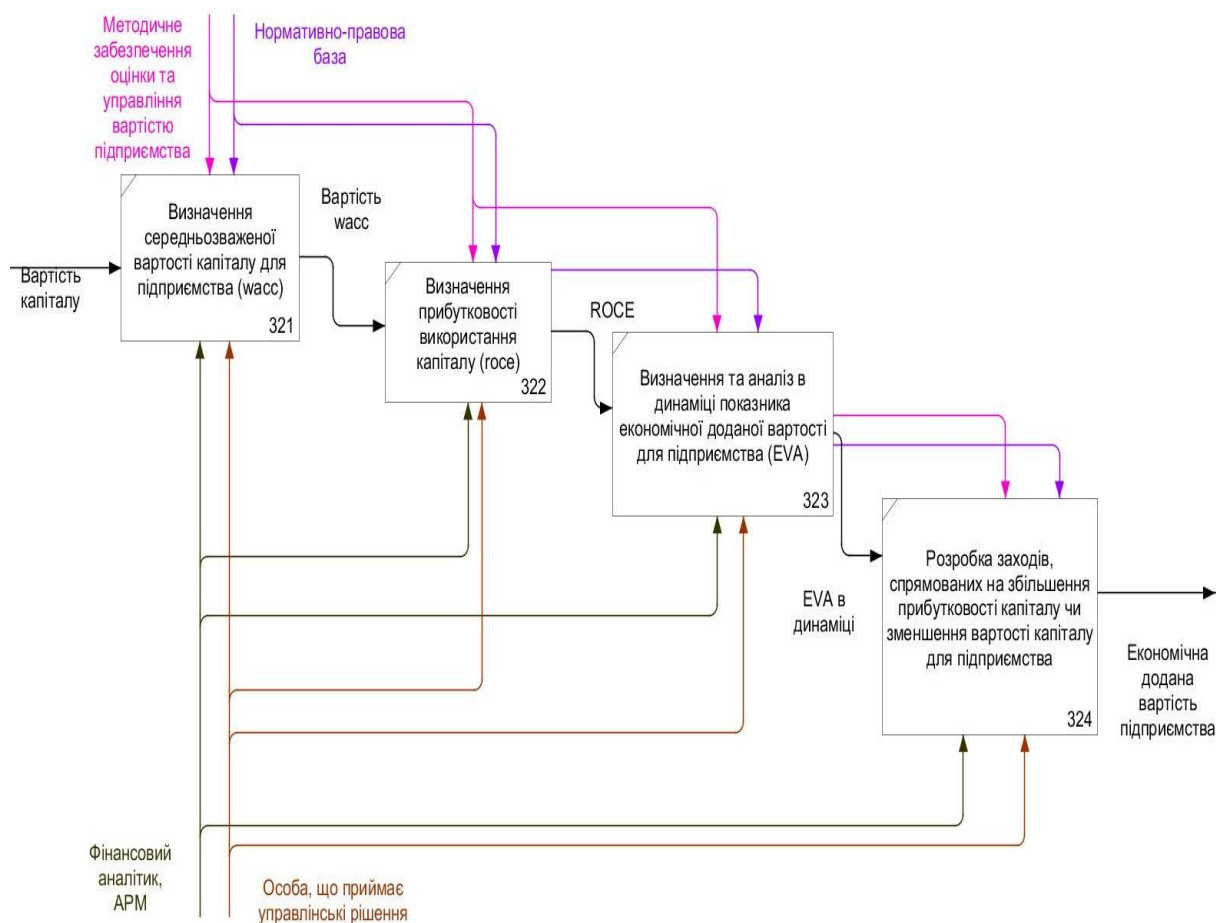 Методичне
забезпечення
оцінки та
управління
вартістю
підприємства
Нормативно-правова
база
Вартість
капіталу
Визначення
середньозваженої
вартості капіталу для
підприємства (wacc)
321
Вартість
wacc
Визначення
прибутковості
використання
капіталу (roce)
322
ROCE
Визначення та аналіз в
динаміці показника
економічної доданої вартості
для підприємства (EVA)
323
EVA в
динаміці
Розробка заходів,
спрямованих на збільшення
прибутковості капіталу чи
зменшення вартості капіталу
для підприємства
324
Економічна
додана
вартість
підприємства
Фінансовий
аналітик,
АРМ
Особа, що приймає
управлінські рішення